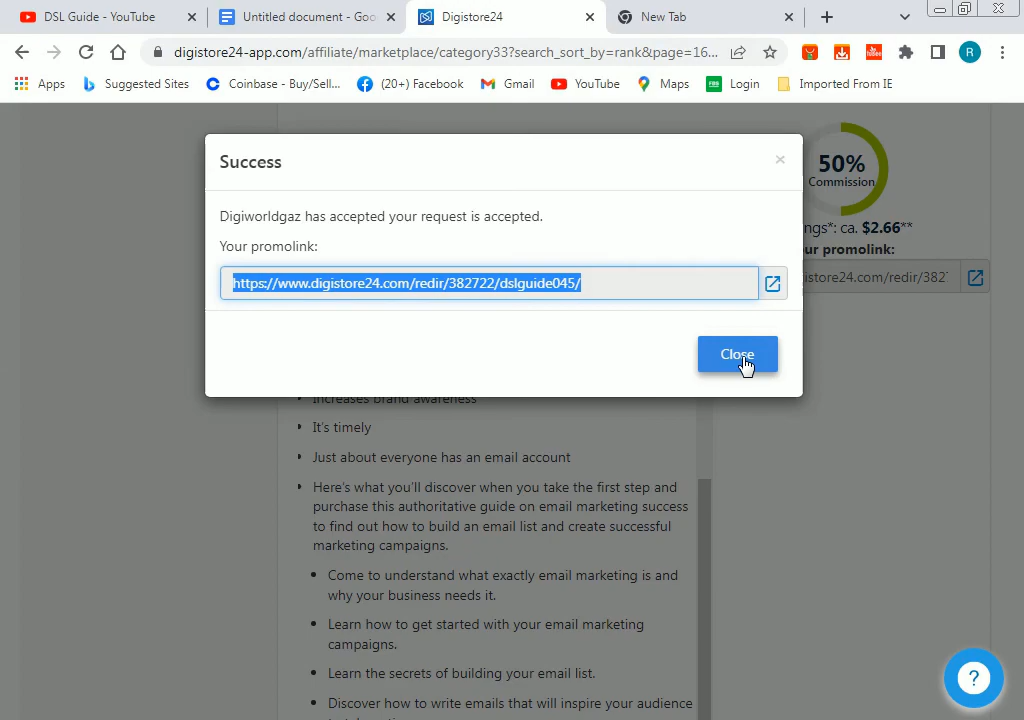 DSL Guide - YouTube
Untitled document - Goo
Digistore24
New Tab
digistore24-app.com/affiliate/marketplace/category33?search_sort_by=rank&page=16...
R
Apps
Suggested Sites
Coinbase - Buy/Sell...
(20+) Facebook
Gmail
YouTube
Maps
Login
Imported From IE
Success
×
50%
Commission
ngs*: ca. $2.66**
ur promolink:
istore24.com/redir/382
Digiworldgaz has accepted your request is accepted.
Your promolink:
https://www.digistore24.com/redir/382722/dslguide045/
Close
Increases brand awareness
It's timely
Just about everyone has an email account
Here's what you'll discover when you take the first step and
purchase this authoritative guide on email marketing success
to find out how to build an email list and create successful
marketing campaigns.
Come to understand what exactly email marketing is and
why your business needs it.
Learn how to get started with your email marketing
campaigns.
Learn the secrets of building your email list.
Discover how to write emails that will inspire your audience
?